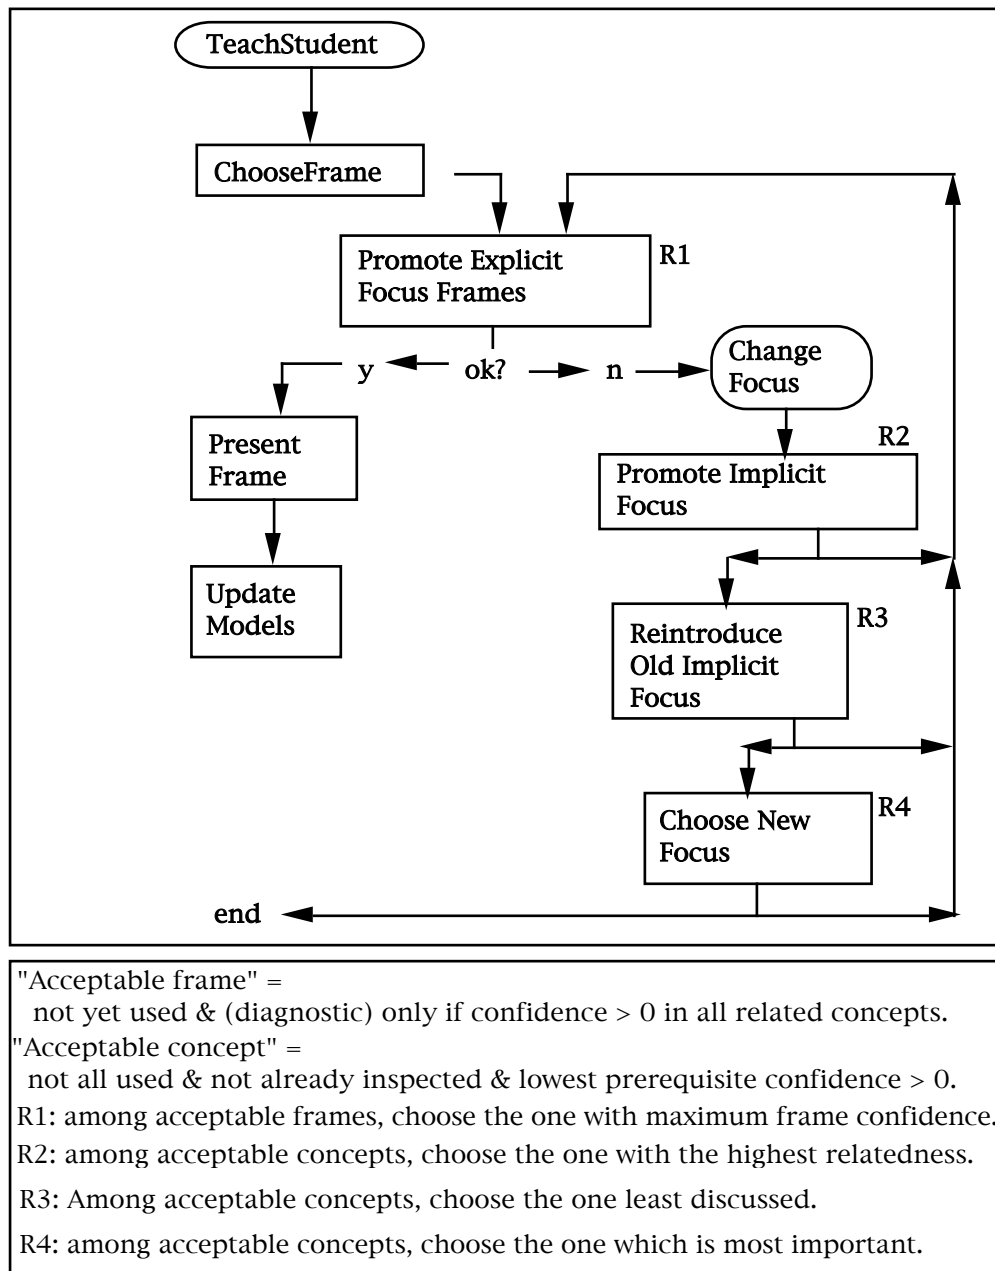 TeachStudent
ChooseFrame
Promote Explicit
Focus Frames
R1
y
ok?
n
Change
Focus
Present
Frame
R2
Promote Implicit
Focus
Update
Models
R3
Reintroduce
Old Implicit
Focus
R4
Choose New
Focus
end
"Acceptable frame" =
not yet used & (diagnostic) only if confidence > 0 in all related concepts.
"Acceptable concept" =
not all used & not already inspected & lowest prerequisite confidence > 0.
R1: among acceptable frames, choose the one with maximum frame confidence.
R2: among acceptable concepts, choose the one with the highest relatedness.
R3: Among acceptable concepts, choose the one least discussed.
R4: among acceptable concepts, choose the one which is most important.